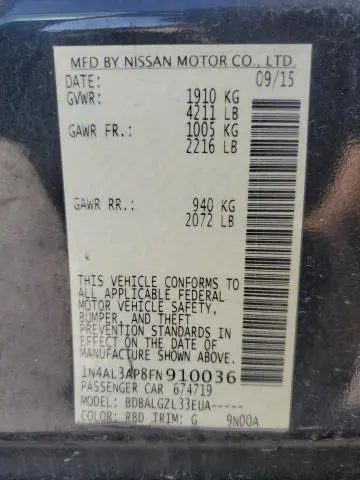 MFD BY NISSAN MOTOR CO., LTD.
DATE: 09/15
GVWR: 1910 KG
4211 LB
GAWR FR.: 1005 KG
2216 LB
GAWR RR.: 940 KG
2072 LB
THIS VEHICLE CONFORMS TO
ALL APPLICABLE FEDERAL
MOTOR VEHICLE SAFETY,
BUMPER, AND THEFT
PREVENTION STANDARDS
IN EFFECT ON THE DATE
OF MANUFACTURE SHOWN
ABOVE.
1N4AL3AP8FN910036
PASSENGER CAR 674719
MODEL: BDBALGZL33EUA-----
COLOR: RBD TRIM: G 9N00A